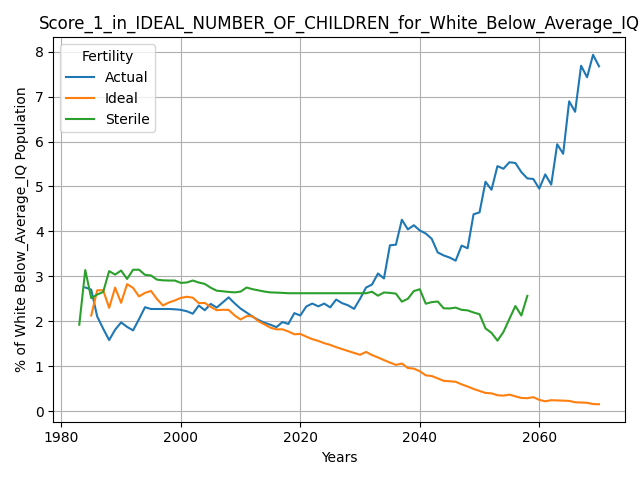 Score_1_in_IDEAL_NUMBER_OF_CHILDREN_for_White_Below_Average_IQ
Fertility
Actual
Ideal
Sterile
% of White Below_Average_IQ Population
8
7
6
5
4
3
2
1
0
1980 2000 2020 2040 2060
Years